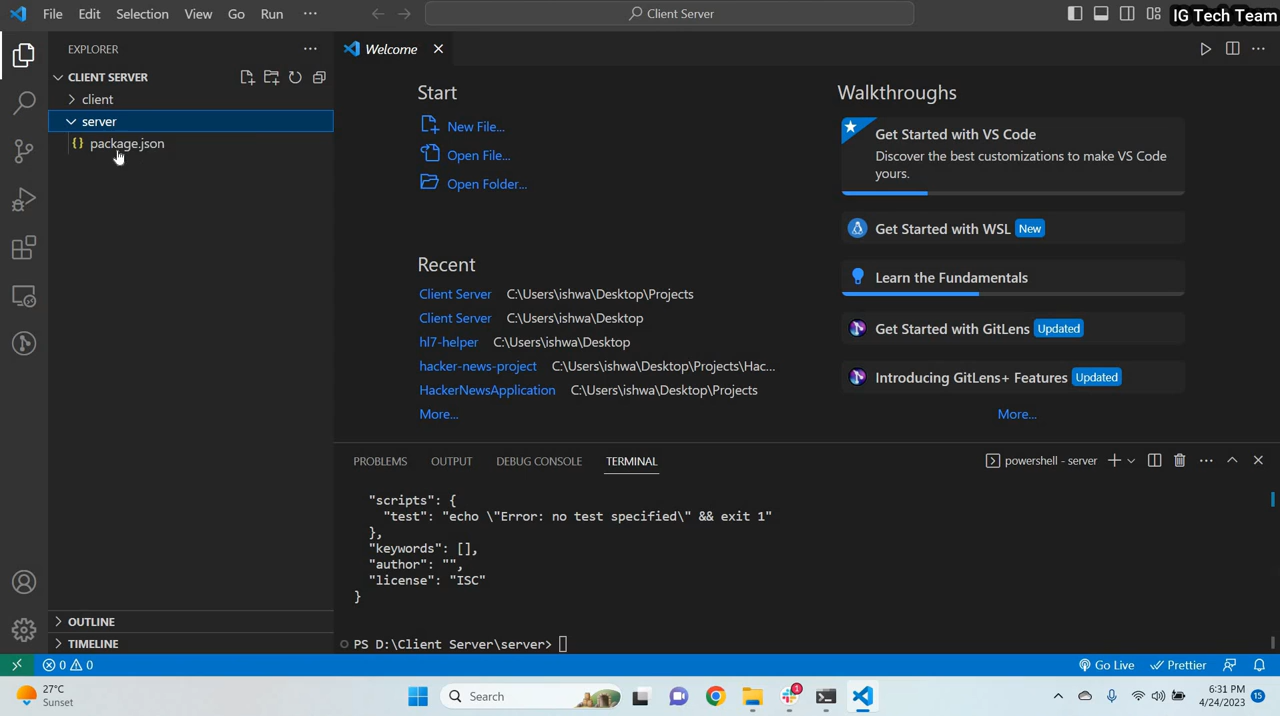 File Edit Selection View Go Run ···
Client Server
IG Tech Team
EXPLORER
CLIENT SERVER
client
server
{} package.json
OUTLINE
TIMELINE
Welcome
Start
New File...
Open File...
Open Folder...
Recent
Client Server C:\Users\ishwa\Desktop\Projects
Client Server C:\Users\ishwa\Desktop
hl7-helper C:\Users\ishwa\Desktop
hacker-news-project C:\Users\ishwa\Desktop\Projects\Hac...
HackerNewsApplication C:\Users\ishwa\Desktop\Projects
More...
Walkthroughs
Get Started with VS Code
Discover the best customizations to make VS Code
yours.
Get Started with WSL New
Learn the Fundamentals
Get Started with GitLens Updated
Introducing GitLens+ Features Updated
More...
PROBLEMS OUTPUT DEBUG CONSOLE TERMINAL
powershell - server
"scripts": {
"test": "echo \"Error: no test specified\" && exit 1"
},
"keywords": [],
"author": "",
"license": "ISC"
}
PS D:\Client Server\server>
0 0
Go Live Prettier
27°C
Sunset
Search
1
6:31 PM
4/24/2023
15